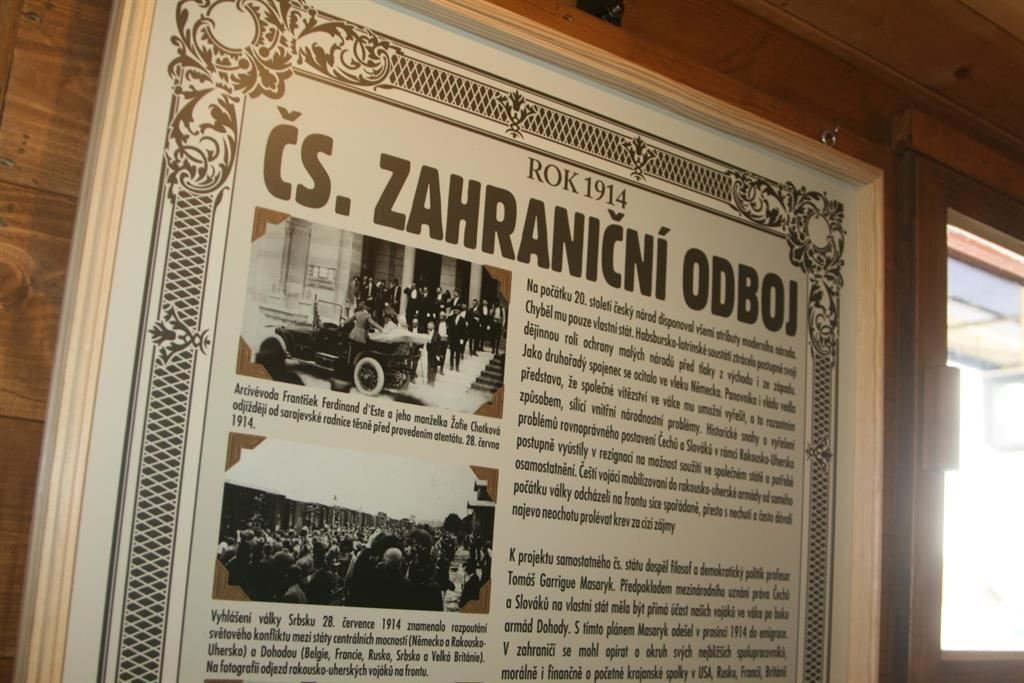 ROK 1914
ČS. ZAHRANIČNÍ ODBOJ
Arcivévoda František Ferdinand d'Este a jeho manželka Žofie Chotková
odjíždějí od sarajevské radnice těsně před provedením atentátu. 28. června
1914.
Vyhlášení války Srbsku 28. července 1914 znamenalo rozpoutání
světového konfliktu mezi státy centrálních mocností (Německo a Rakousko-
Uhersko) a Dohodou (Belgie, Francie, Rusko, Srbsko a Velká Británie).
Na fotografii odjezd rakousko-uherských vojáků na frontu.
Na počátku 20. století český národ disponoval všemi atributy moderního národa.
Chyběl mu pouze vlastní stát. Habsbursko-lotrinské soustátí ztrácelo postupně svoji
dějinnou roli ochrany malých národů před tlaky z východu i ze západu.
Jako druhořadý spojenec se ocitalo ve vleku Německa. Panovníka i vládu vedla
představa, že společné vítězství ve válce mu umožní vyřešit, a to razantním
způsobem, sílící vnitřní národnostní problémy. Historické snahy o vyřešení
problémů rovnoprávného postavení Čechů a Slováků v rámci Rakousko-Uherska
postupně vyústily v rezignaci na možnost soužití ve společném státě a potřebě
osamostatnění. Čeští vojáci mobilizovaní do rakousko-uherské armády od samého
počátku války odcházeli na frontu sice spořádaně, přesto s nechutí a často dávali
najevo neochotu prolévat krev za cizí zájmy
K projektu samostatného čs. státu dospěl filosof a demokratický politik profesor
Tomáš Garrigue Masaryk. Předpokladem mezinárodního uznání práva Čechů
a Slováků na vlastní stát měla být přímá účast našich vojáků ve válce po boku
armád Dohody. S tímto plánem Masaryk odešel v prosinci 1914 do emigrace.
V zahraničí se mohl opírat o okruh svých nejbližších spolupracovníků,
morálně i finančně o početné krajanské spolky v USA, Rusku, Francii, Británii